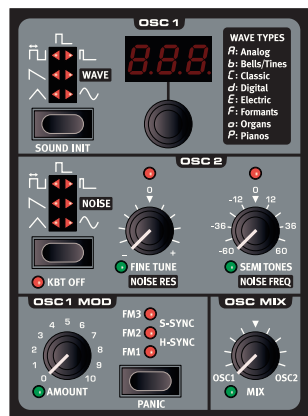 OSC 1
8.8.8.
WAVE TYPES
A: Analog
b: Bells/Tines
C: Classic
d: Digital
E: Electric
F: Formants
o: Organs
P: Pianos
WAVE
SOUND INIT
OSC 2
0
0
-12 12
-36 36
-60 60
NOISE
- +
KBT OFF
FINE TUNE
NOISE RES
SEMI TONES
NOISE FREQ
OSC1 MOD
0 1 2 3 4 5 6 7 8 9 10
AMOUNT
FM3
S-SYNC
FM2
H-SYNC
FM1
PANIC
OSC MIX
OSC1 OSC2
MIX